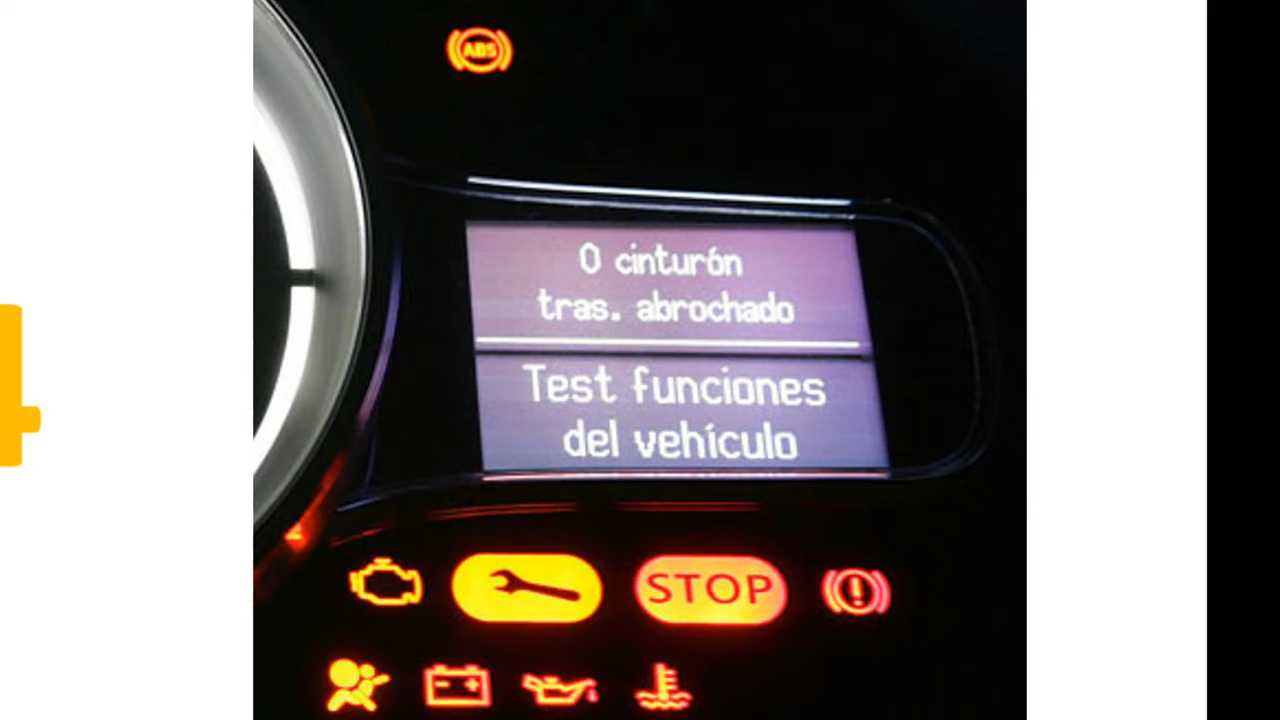 ABS
0 cinturón
tras. abrochado
Test funciones
del vehículo
STOP